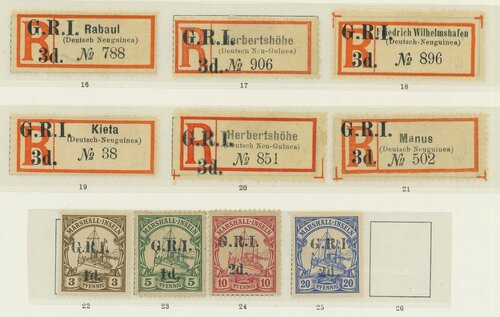 R Rabaul
(Deutsch-Neuguinea)
G.R.I.
3d. № 788
16
R Herbertshöhe
(Deutsch Neu-Guinea)
G.R.I.
3d. № 906
17
R Friedrich Wilhelmshafen
(Deutsch-Neuguinea)
G.R.I.
3d. № 896
18
R Kieta
(Deutsch-Neuguinea)
G.R.I.
3d. № 38
19
R Herbertshöhe
(Deutsch Neu-Guinea)
G.R.I.
3d. № 851
20
R Manus
(Deutsch-Neuguinea)
G.R.I.
3d. № 502
21
MARSHALL-INSELN
G.R.I.
1d.
3 PFENNIG 3
22
MARSHALL-INSELN
G.R.I.
1d.
5 PFENNIG 5
23
MARSHALL-INSELN
G.R.I.
2d.
10 PFENNIG 10
24
MARSHALL-INSELN
G.R.I.
2d.
20 PFENNIG 20
25
26